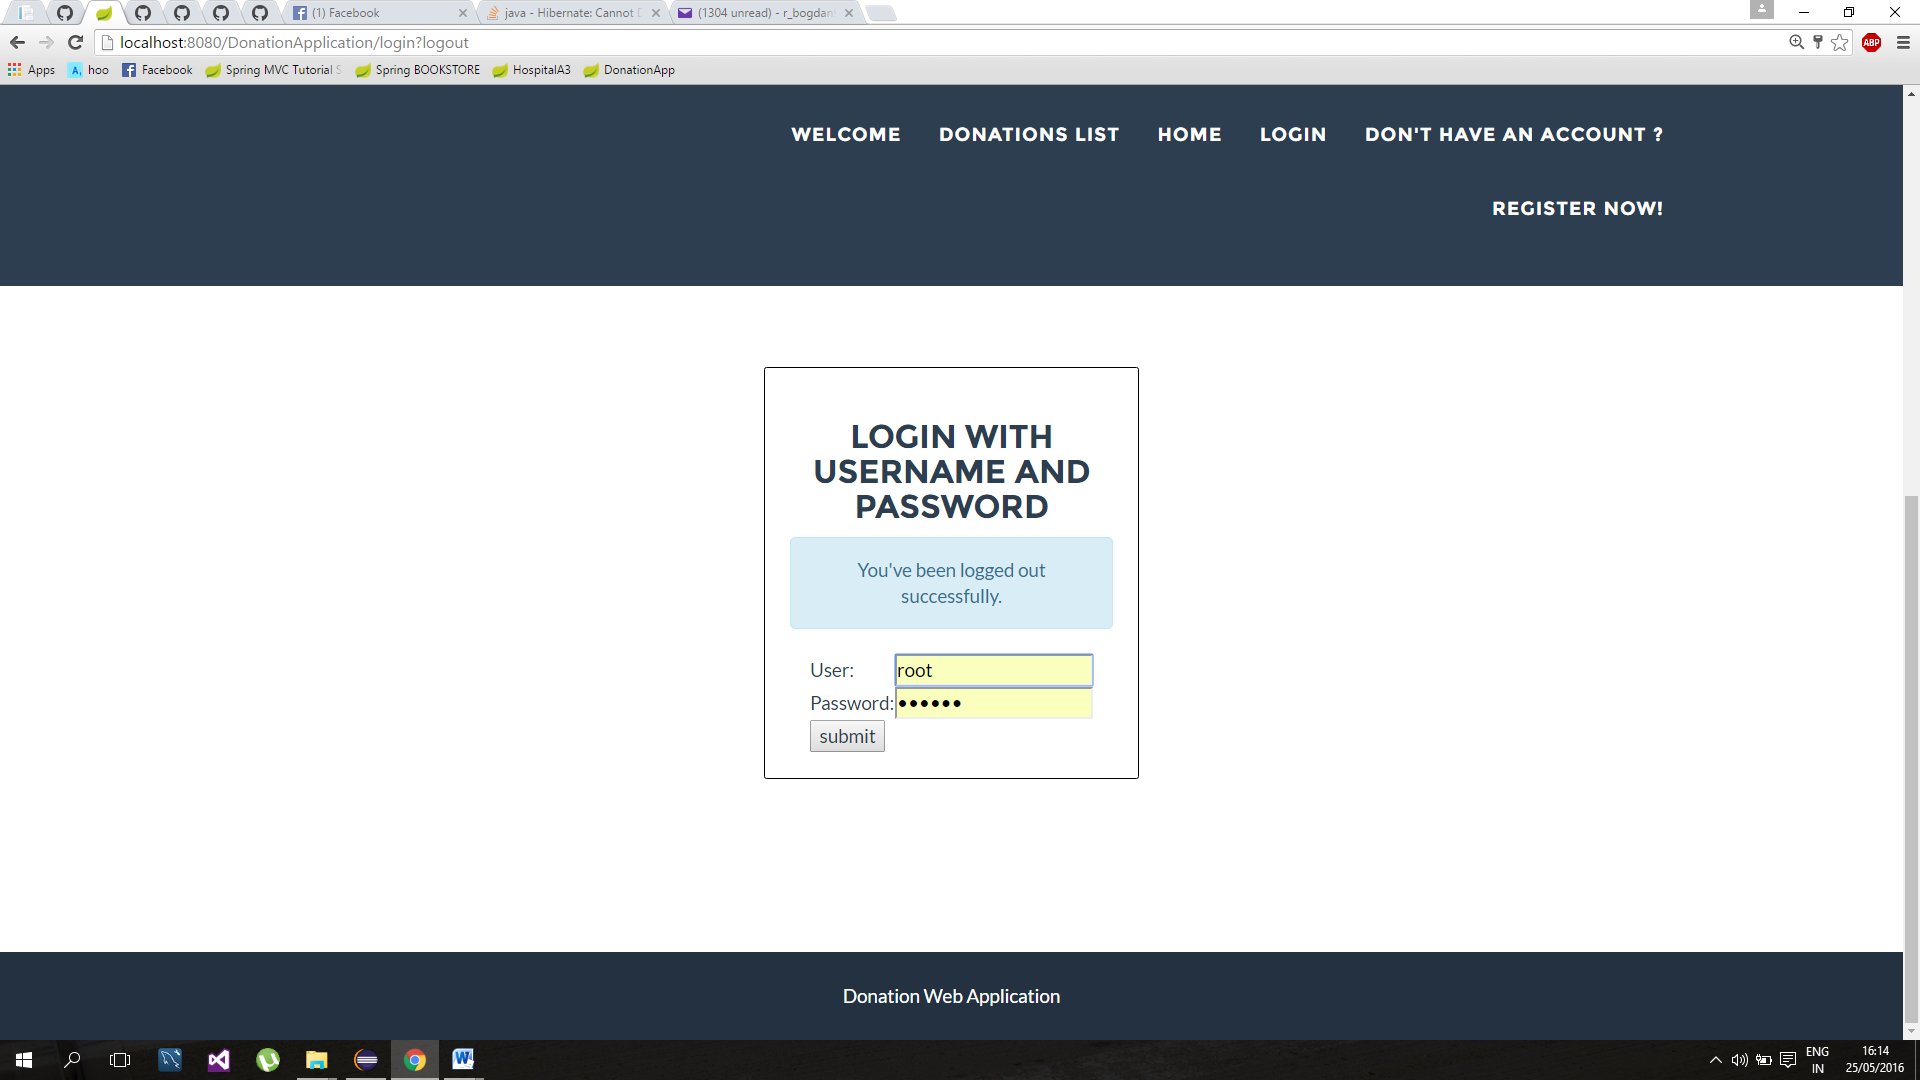 (1) Facebook
java - Hibernate: Cannot D
(1304 unread) - r_bogdan
localhost:8080/DonationApplication/login?logout
ABP
Apps
hoo
Facebook
Spring MVC Tutorial S
Spring BOOKSTORE
HospitalA3
DonationApp
WELCOME
DONATIONS LIST
HOME
LOGIN
DON'T HAVE AN ACCOUNT ?
REGISTER NOW!
LOGIN WITH
USERNAME AND
PASSWORD
You've been logged out
successfully.
User: root
Password: ••••••
submit
Donation Web Application
ENG
IN
16:14
25/05/2016